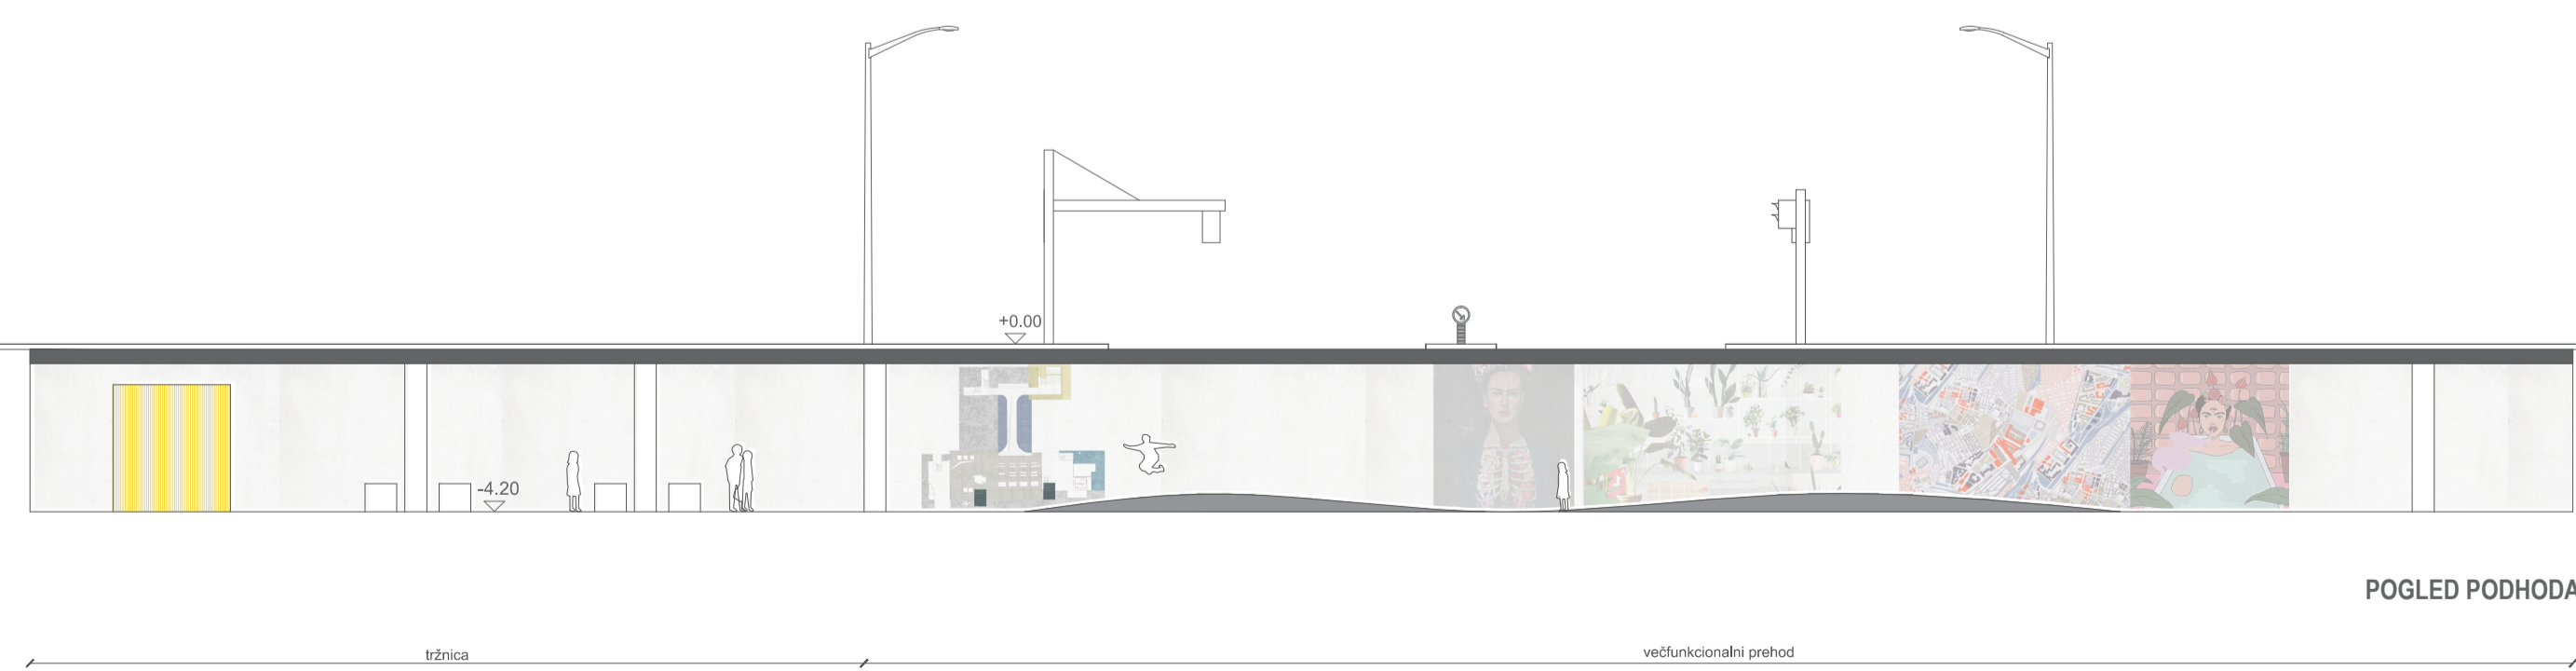 +0.00
-4.20
POGLED PODHODA
tržnica
večfunkcionalni prehod